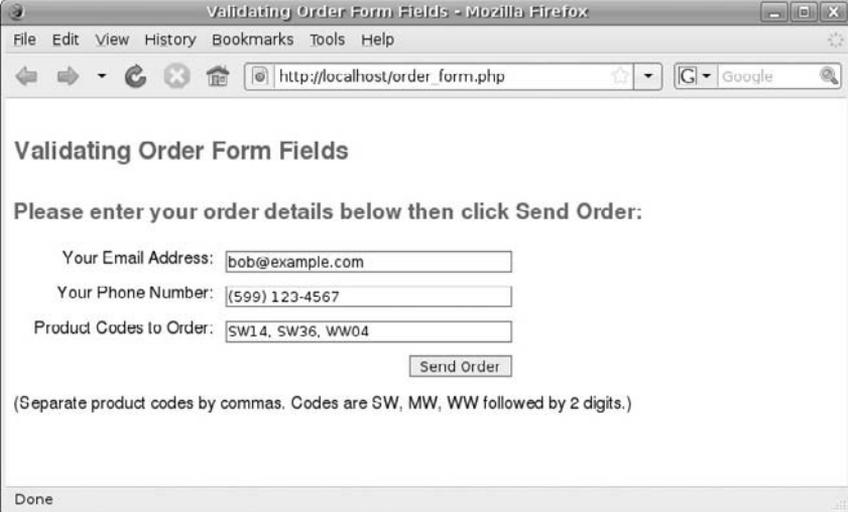 Validating Order Form Fields - Mozilla Firefox
File Edit View History Bookmarks Tools Help
http://localhost/order_form.php G Google
Validating Order Form Fields
Please enter your order details below then click Send Order:
Your Email Address: bob@example.com
Your Phone Number: (599) 123-4567
Product Codes to Order: SW14, SW36, WW04
Send Order
(Separate product codes by commas. Codes are SW, MW, WW followed by 2 digits.)
Done